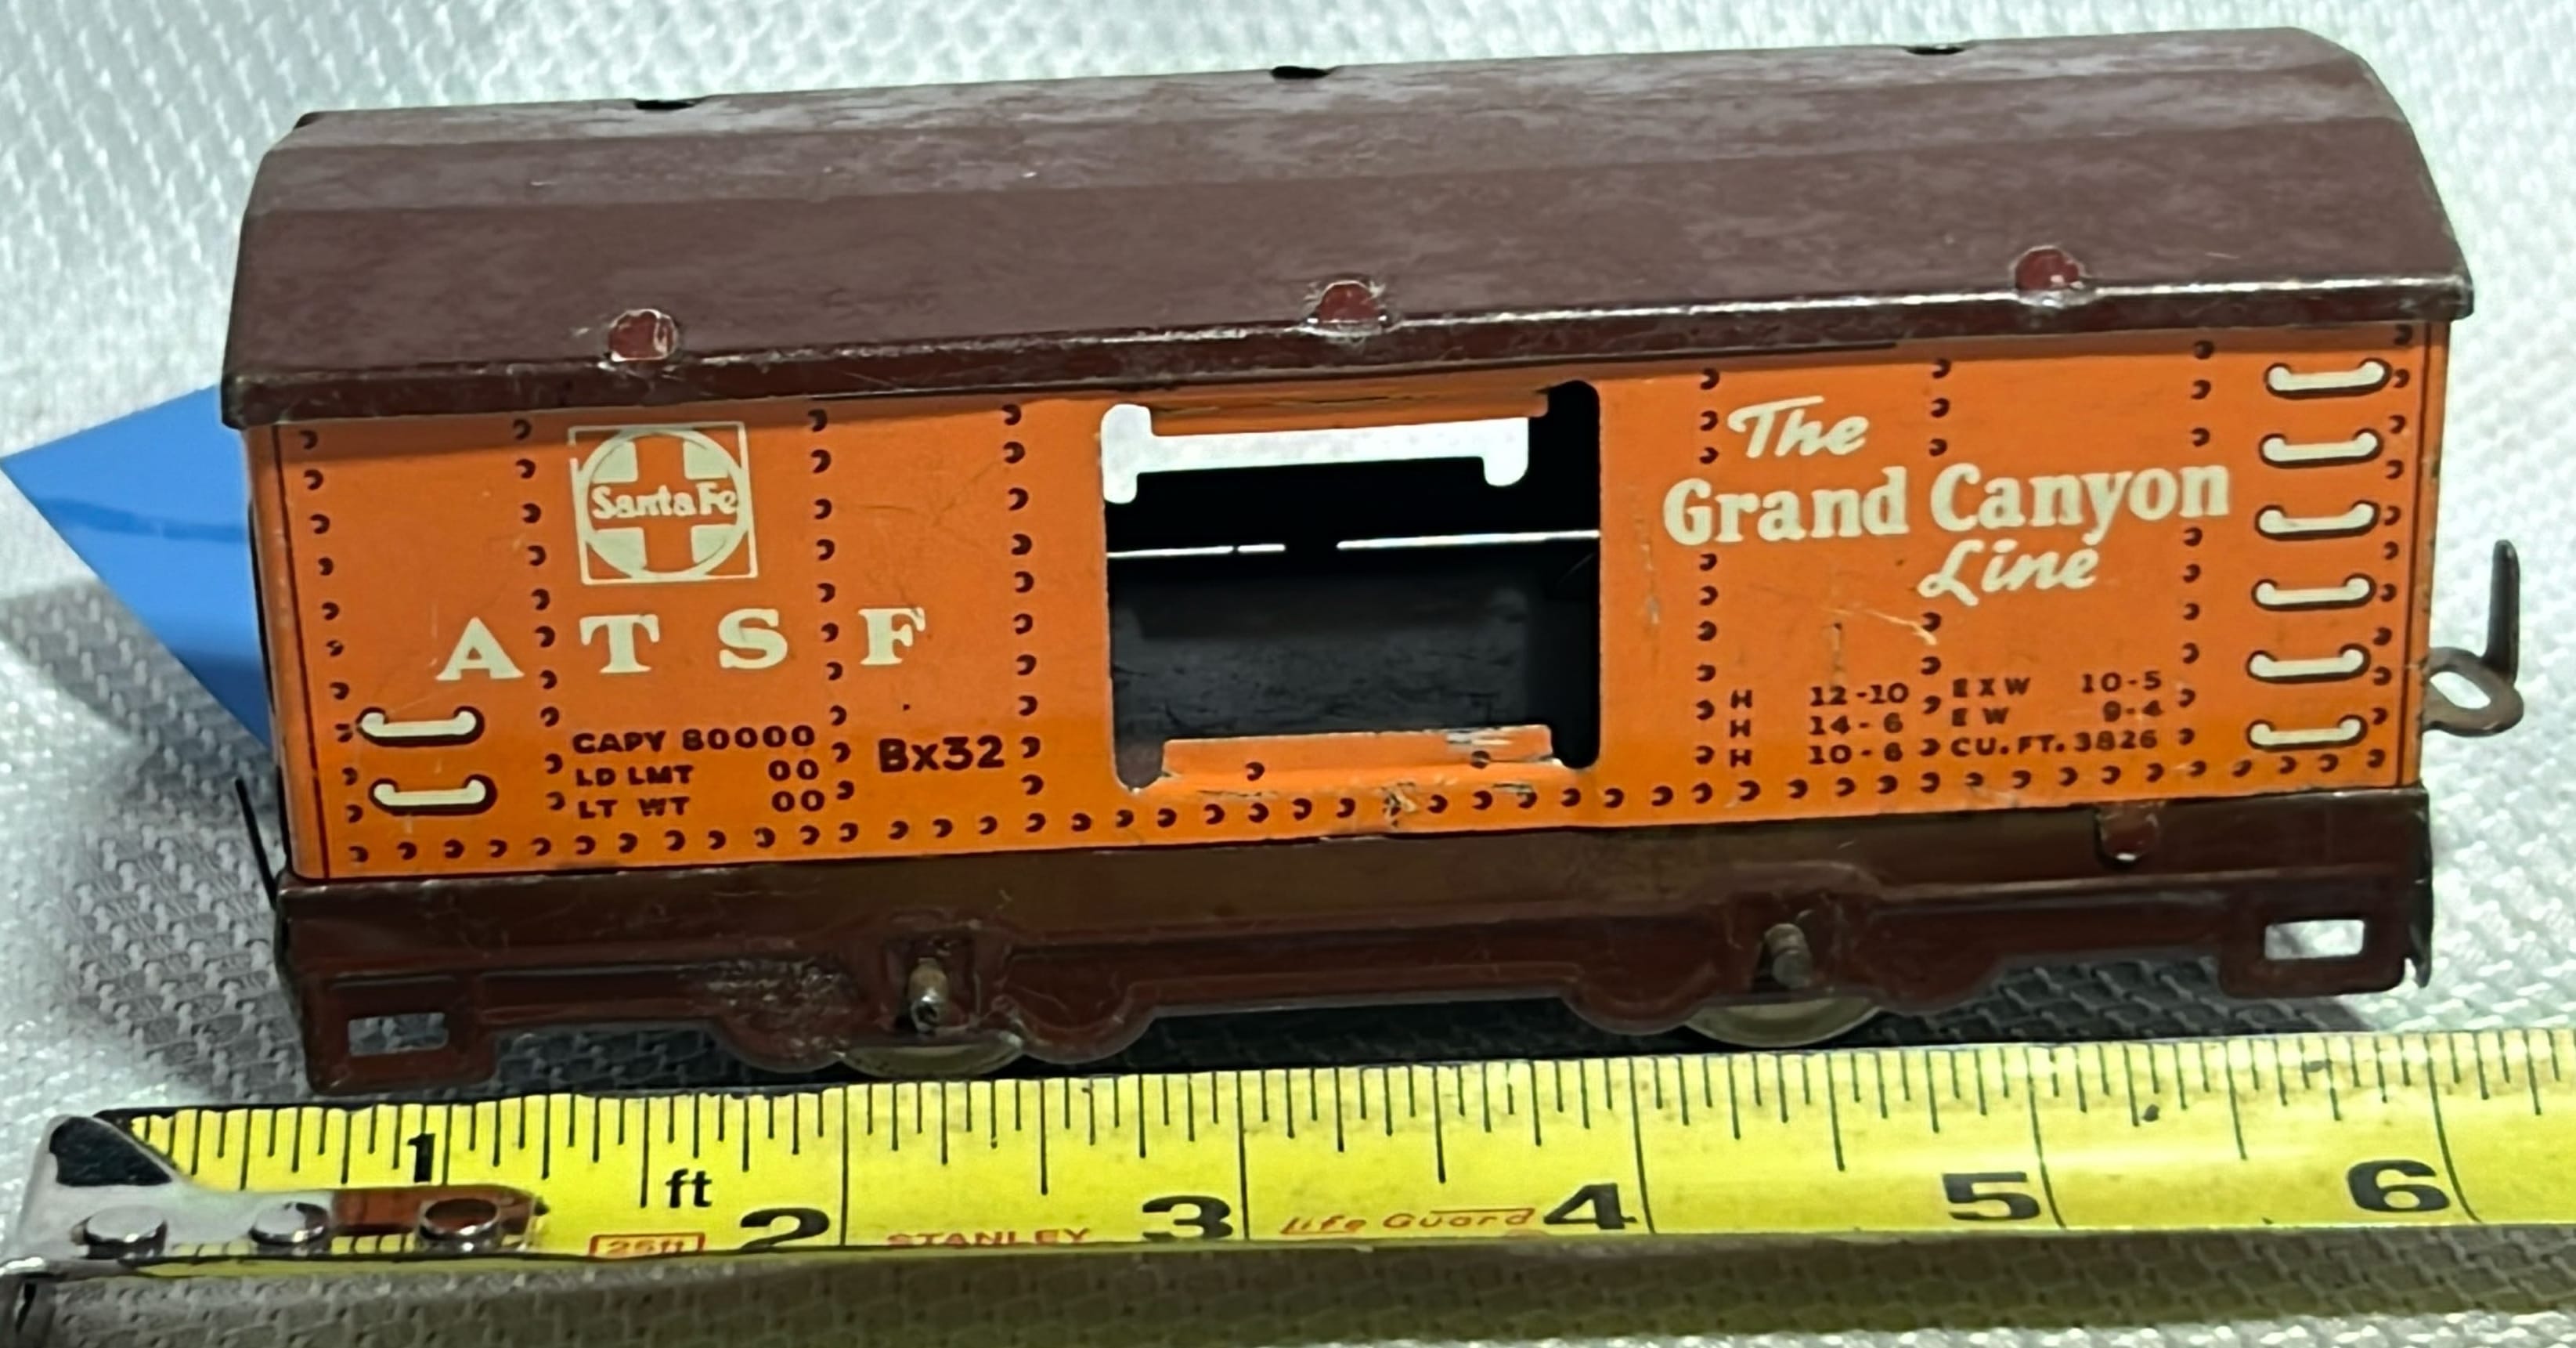 Santa Fe
A T S F
CAPY 80000
LD LMT 00
LT WT 00
Bx32
The
Grand Canyon
Line
H 12-10 EXW 10-5
H 14-6 EW 9-4
H 10-6 CU. FT. 3826
1 2 3 4 5 6
ft
25ft STANLEY Life Guard